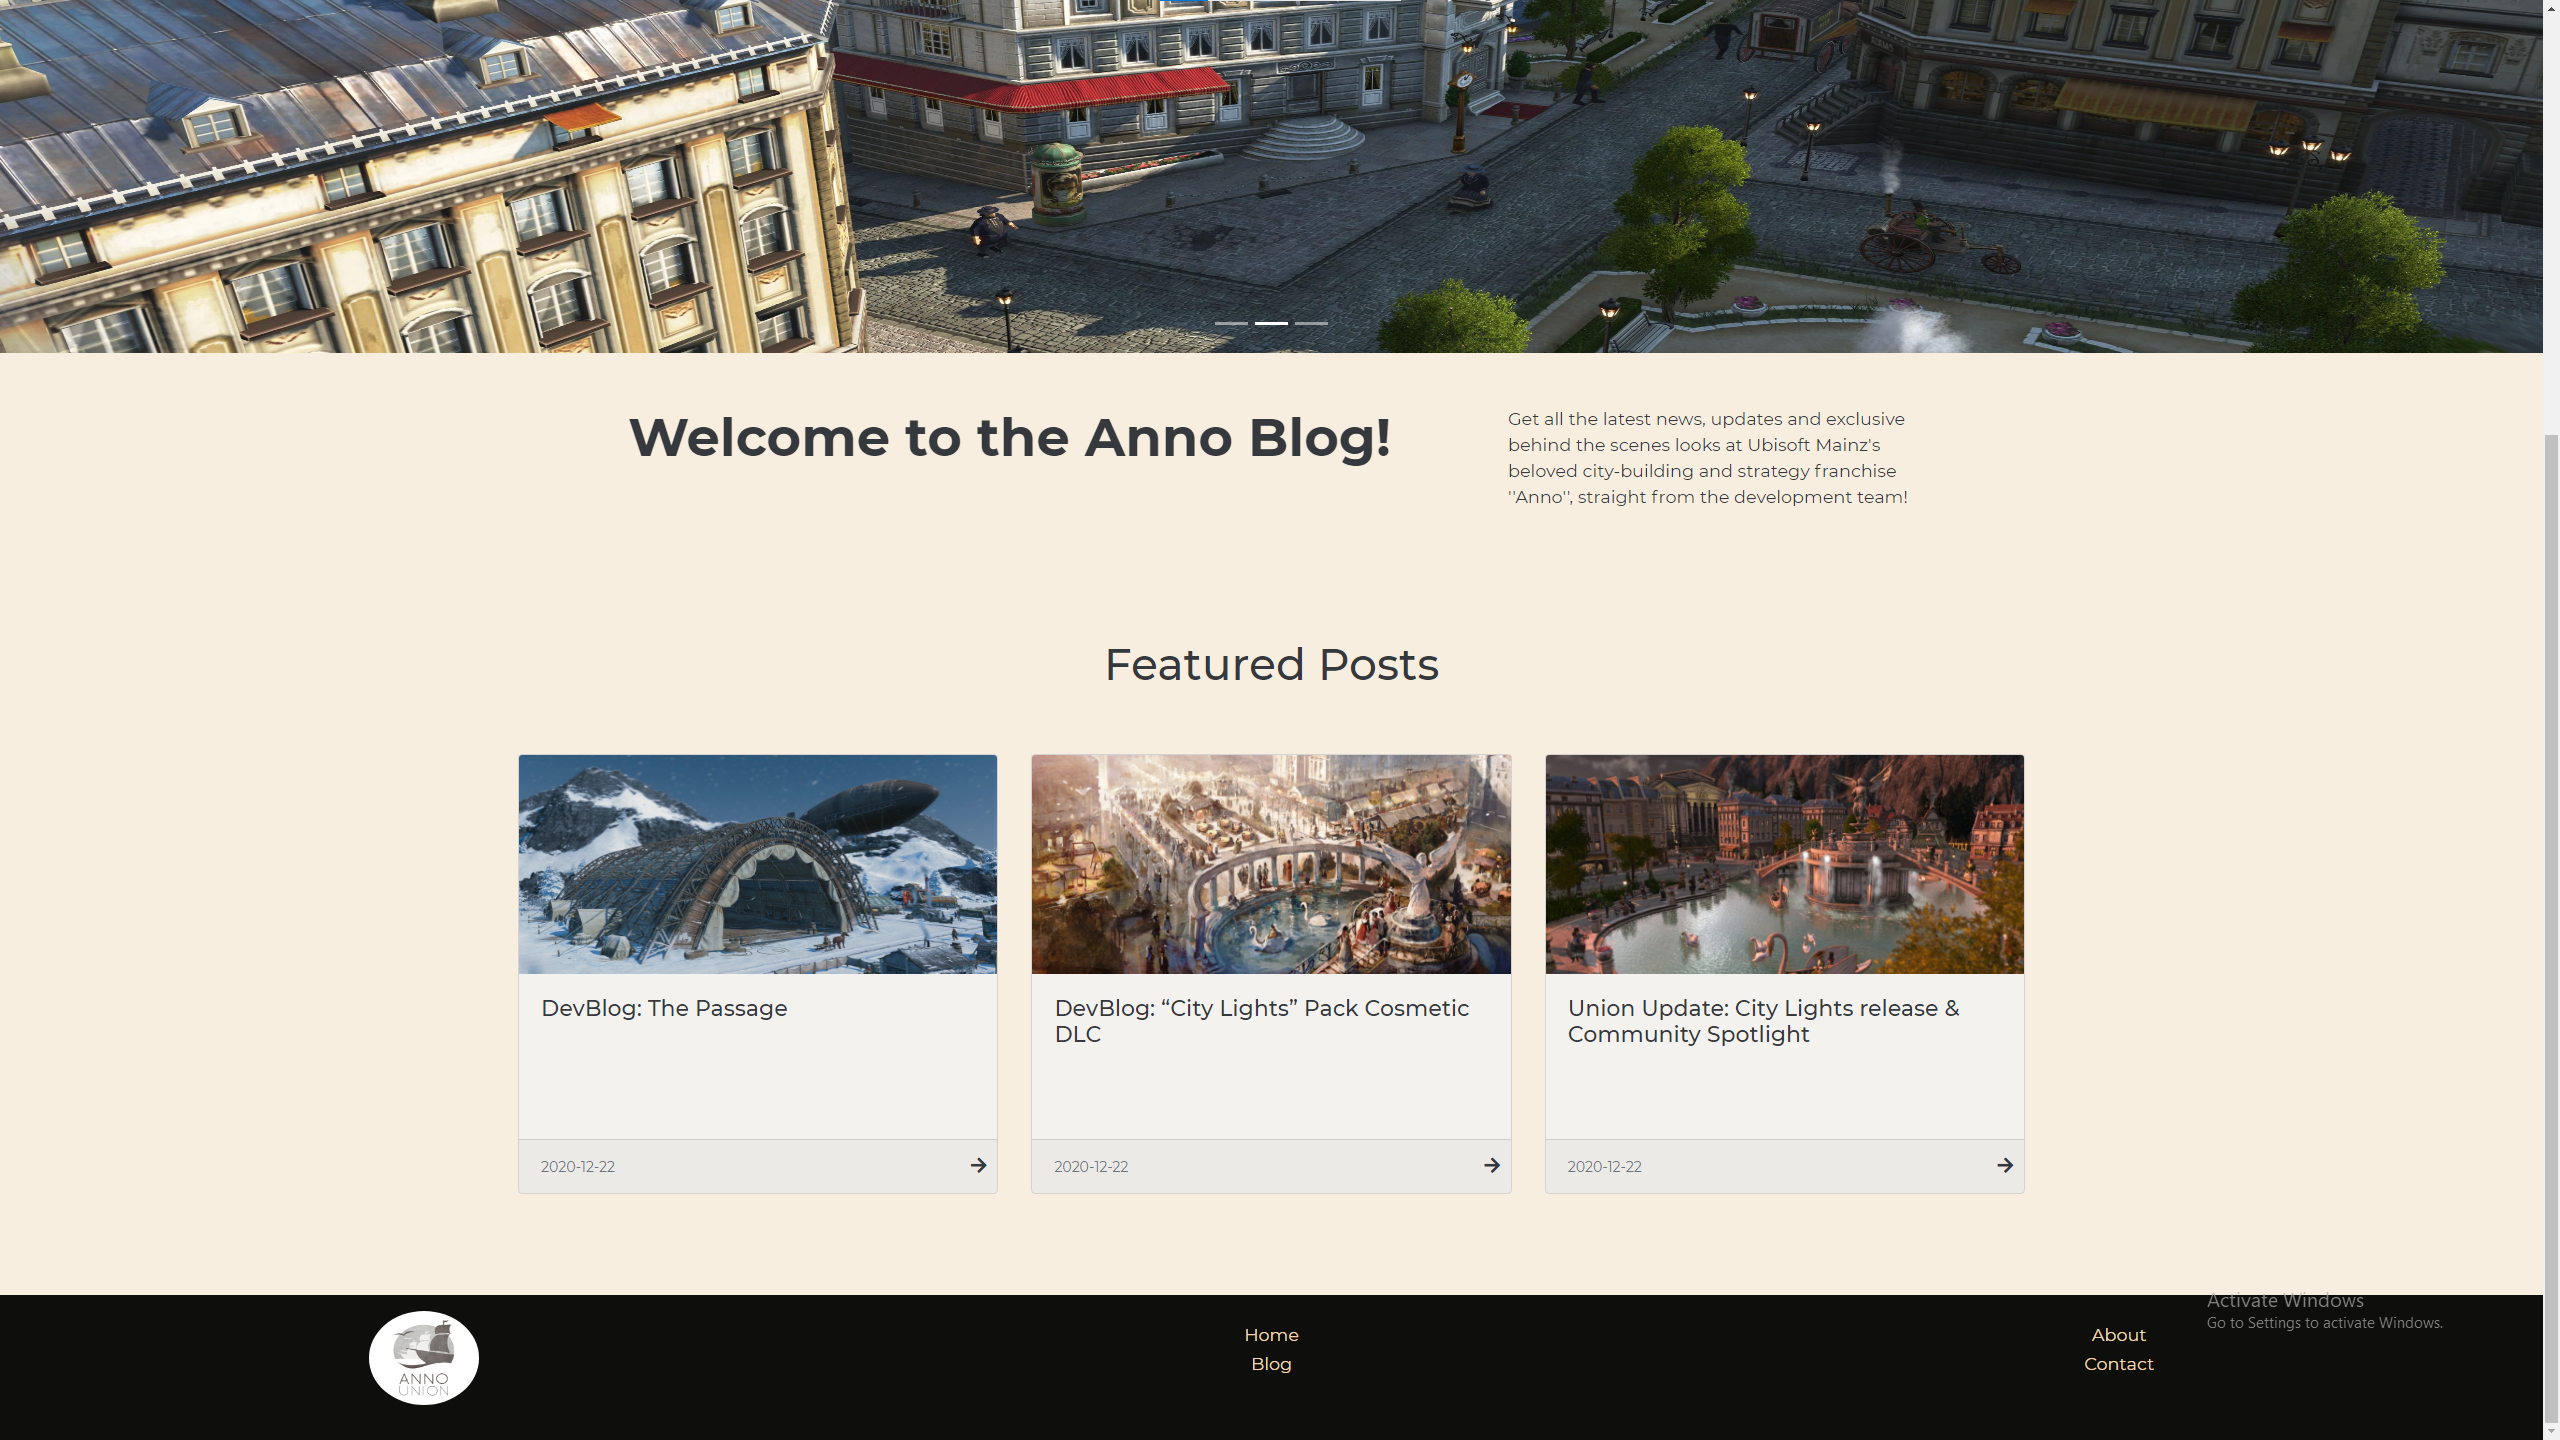 Welcome to the Anno Blog!
Get all the latest news, updates and exclusive
behind the scenes looks at Ubisoft Mainz's
beloved city-building and strategy franchise
''Anno'', straight from the development team!
Featured Posts
DevBlog: The Passage
2020-12-22
DevBlog: “City Lights” Pack Cosmetic
DLC
2020-12-22
Union Update: City Lights release &
Community Spotlight
2020-12-22
ANNO
UNION
Home
Blog
About
Contact
Activate Windows
Go to Settings to activate Windows.